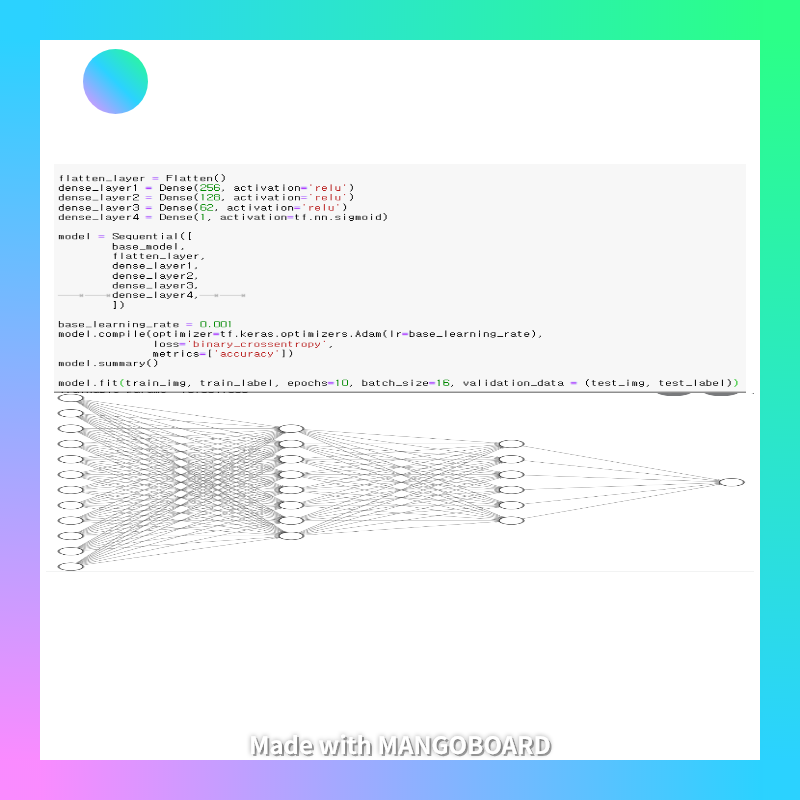 flatten_layer = Flatten()
dense_layer1 = Dense(256, activation='relu')
dense_layer2 = Dense(128, activation='relu')
dense_layer3 = Dense(62, activation='relu')
dense_layer4 = Dense(1, activation=tf.nn.sigmoid)
model = Sequential([
base_model,
flatten_layer,
dense_layer1,
dense_layer2,
dense_layer3,
dense_layer4,
])
base_learning_rate = 0.001
model.compile(optimizer=tf.keras.optimizers.Adam(lr=base_learning_rate),
loss='binary_crossentropy',
metrics=['accuracy'])
model.summary()
model.fit(train_img, train_label, epochs=10, batch_size=16, validation_data = (test_img, test_label))
Made with MANGOBOARD